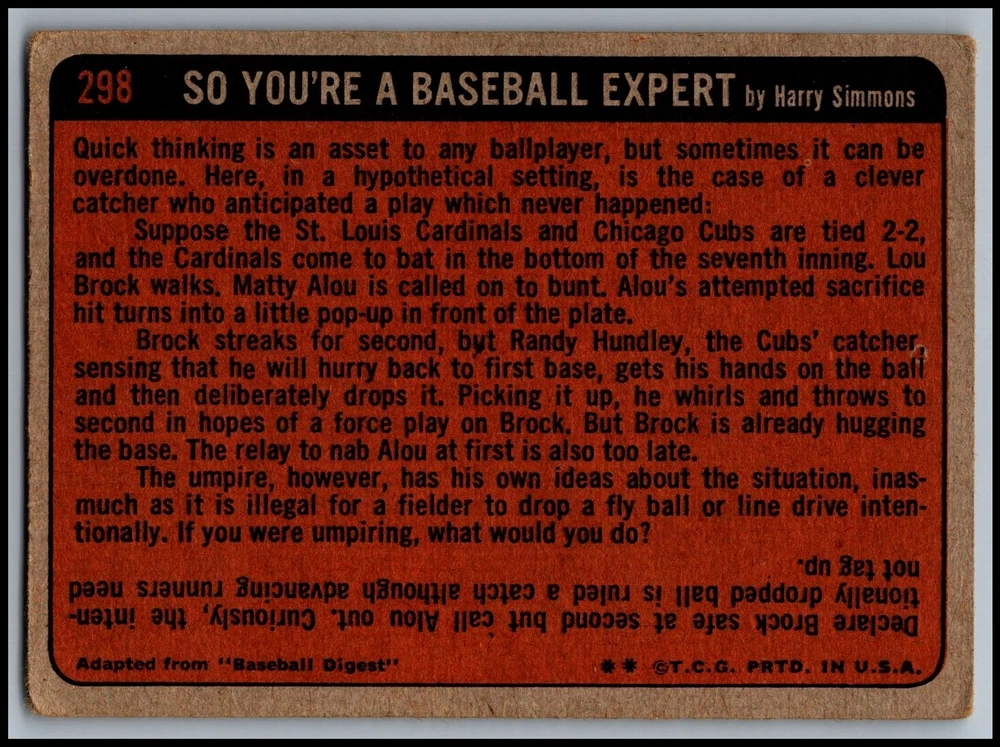 298 SO YOU'RE A BASEBALL EXPERT by Harry Simmons
Quick thinking is an asset to any ballplayer, but sometimes it can be
overdone. Here, in a hypothetical setting, is the case of a clever
catcher who anticipated a play which never happened:
Suppose the St. Louis Cardinals and Chicago Cubs are tied 2-2,
and the Cardinals come to bat in the bottom of the seventh inning. Lou
Brock walks. Matty Alou is called on to bunt. Alou's attempted sacrifice
hit turns into a little pop-up in front of the plate.
Brock streaks for second, but Randy Hundley, the Cubs' catcher,
sensing that he will hurry back to first base, gets his hands on the ball
and then deliberately drops it. Picking it up, he whirls and throws to
second in hopes of a force play on Brock. But Brock is already hugging
the base. The relay to nab Alou at first is also too late.
The umpire, however, has his own ideas about the situation, inas-
much as it is illegal for a fielder to drop a fly ball or line drive inten-
tionally. If you were umpiring, what would you do?
Declare Brock safe at second but call Alou out. Curiously, the inten-
tionally dropped ball is ruled a catch although advancing runners need
not tag up.
Adapted from "Baseball Digest" ** ©T.C.G. PRTD. IN U.S.A.